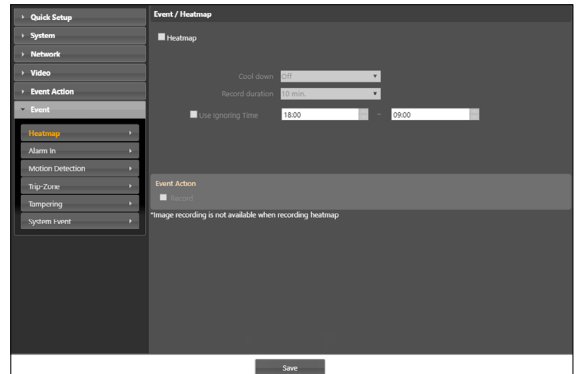 Quick Setup
System
Network
Video
Event Action
Event
Heatmap
Alarm In
Motion Detection
Trip-Zone
Tampering
System Event
Event / Heatmap
Heatmap
Cool down Off
Record duration 10 min.
Use Ignoring Time 18:00 ~ 09:00
Event Action
Record
*Image recording is not available when recording heatmap
Save